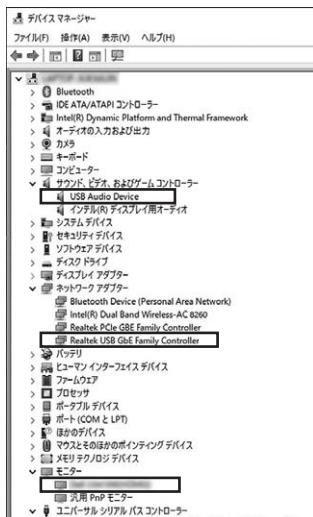 デバイス マネージャー
ファイル(F) 操作(A) 表示(V) ヘルプ(H)
Bluetooth
IDE ATA/ATAPI コントローラー
Intel(R) Dynamic Platform and Thermal Framework
オーディオの入力および出力
カメラ
キーボード
コンピューター
サウンド、ビデオ、およびゲーム コントローラー
USB Audio Device
インテル(R) ディスプレイ用オーディオ
システム デバイス
セキュリティ デバイス
ソフトウェア デバイス
ディスク ドライブ
ディスプレイ アダプター
ネットワーク アダプター
Bluetooth Device (Personal Area Network)
Intel(R) Dual Band Wireless-AC 8260
Realtek PCIe GBE Family Controller
Realtek USB GbE Family Controller
バッテリ
ヒューマン インターフェイス デバイス
ファームウェア
プロセッサ
ポータブル デバイス
ポート (COM と LPT)
ほかのデバイス
マウスとそのほかのポインティング デバイス
メモリ テクノロジ デバイス
モニター
汎用 PnP モニター
ユニバーサル シリアル バス コントローラー